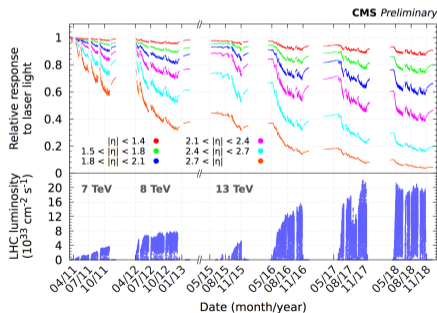 CMS Preliminary
Relative response
to laser light
1
0.8
0.6
0.4
0.2
0
|η| < 1.4
1.5 < |η| < 1.8
1.8 < |η| < 2.1
2.1 < |η| < 2.4
2.4 < |η| < 2.7
2.7 < |η|
7 TeV
8 TeV
13 TeV
LHC luminosity
(10³³ cm⁻² s⁻¹)
20
16
12
8
4
0
04/11
07/11
10/11
04/12
07/12
10/12
01/13
05/15
08/15
11/15
05/16
08/16
11/16
05/17
08/17
11/17
05/18
08/18
11/18
Date (month/year)